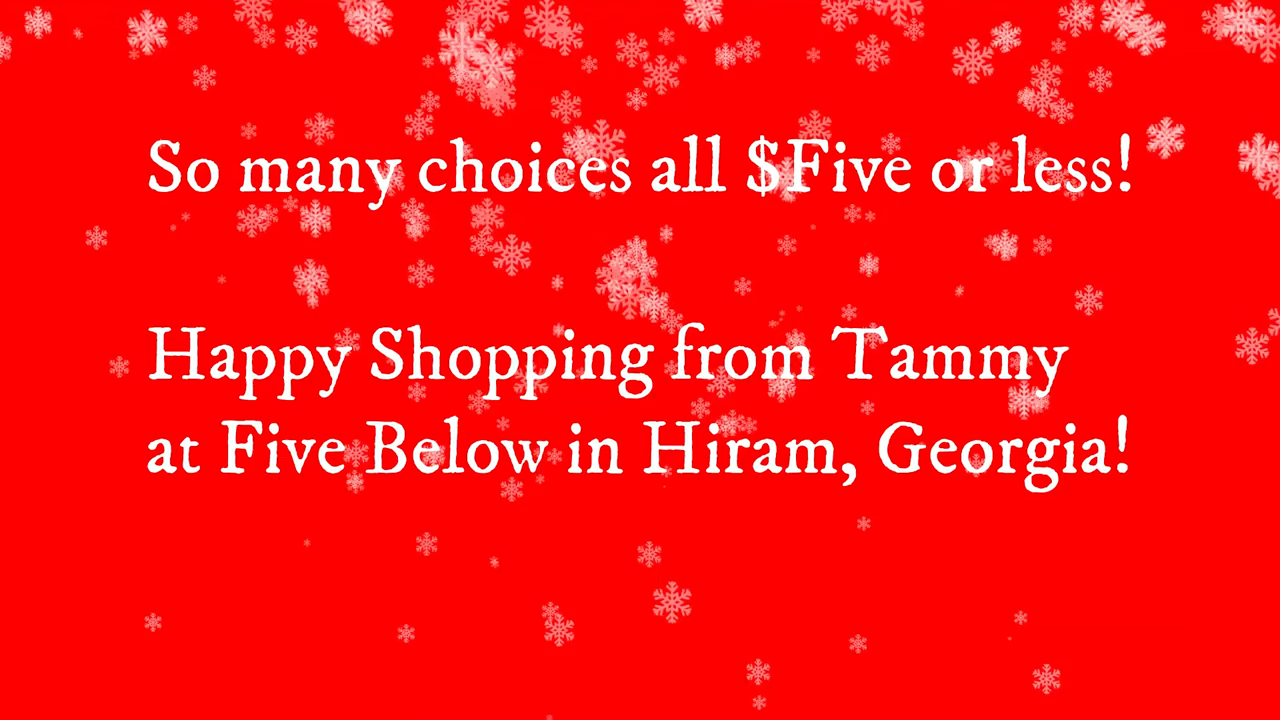 So many choices all $Five or less!
Happy Shopping from Tammy
at Five Below in Hiram, Georgia!